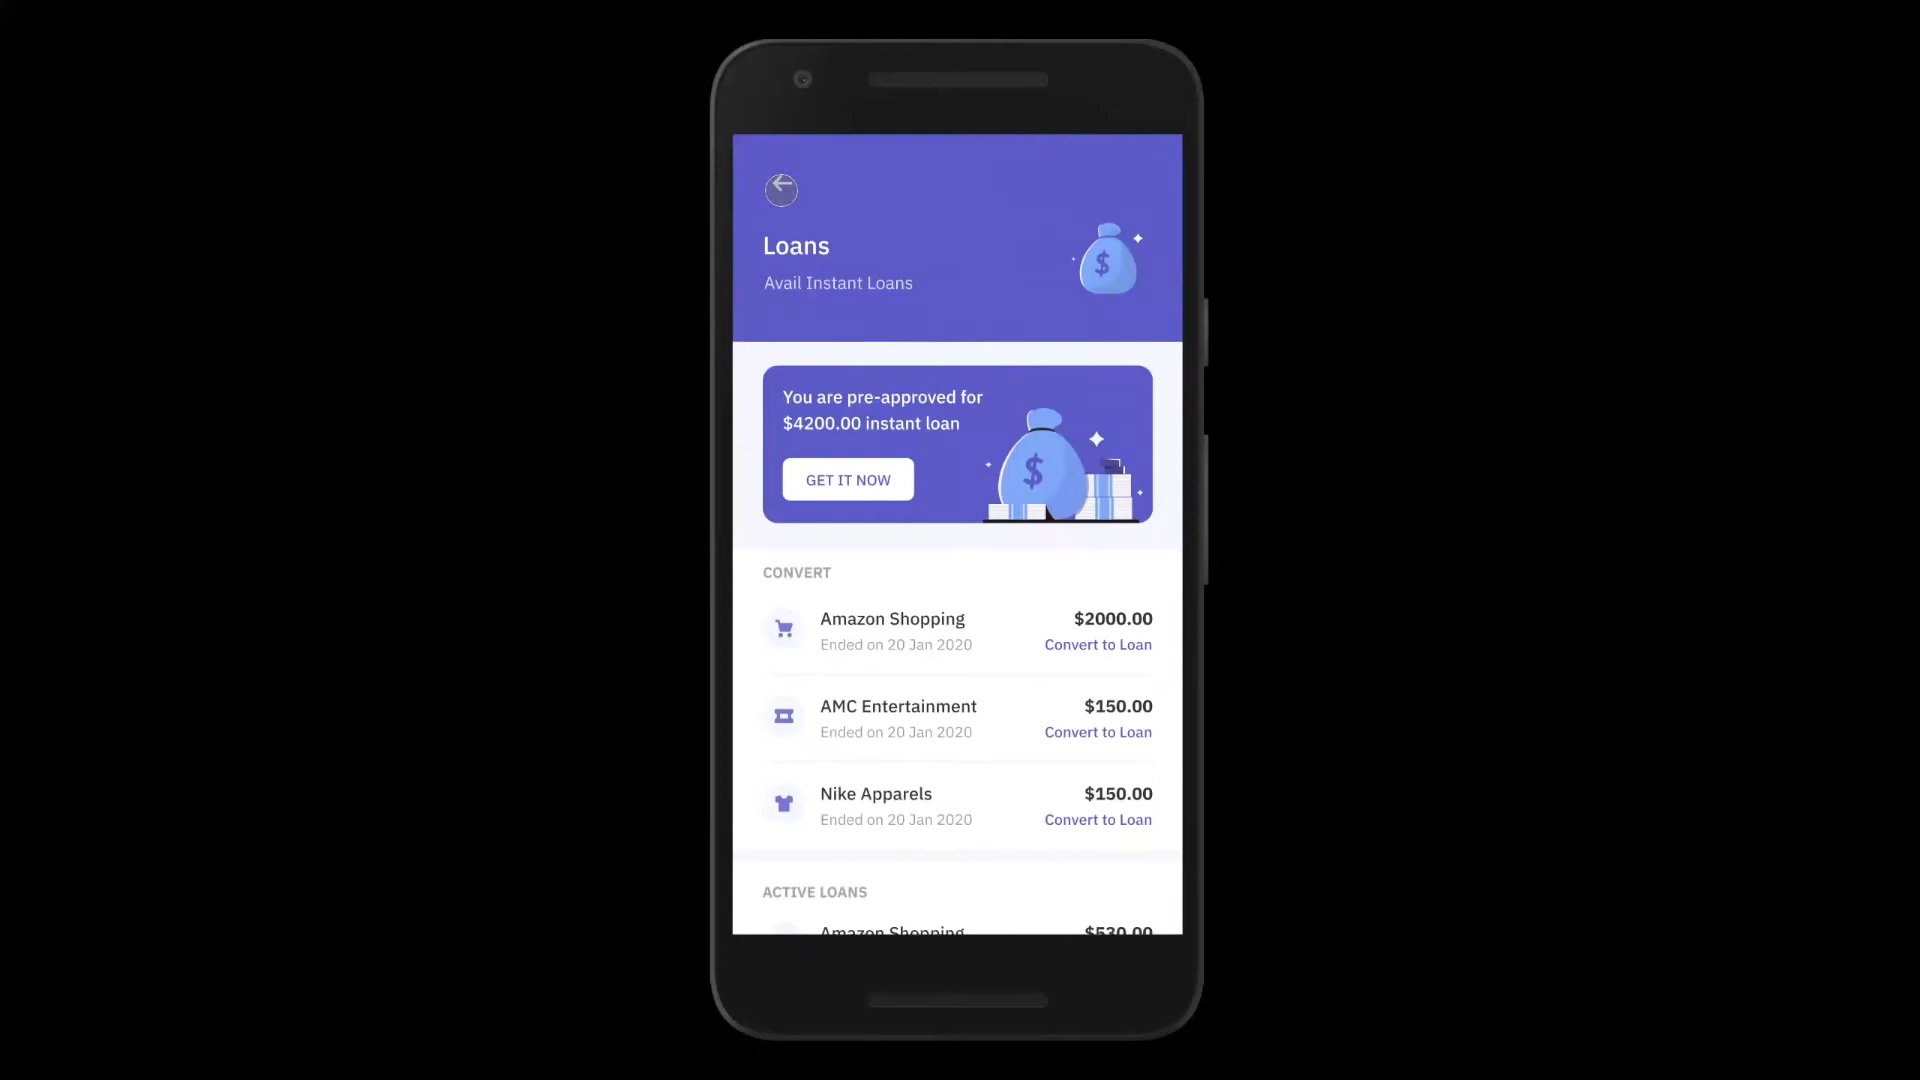 Loans
Avail Instant Loans
$
You are pre-approved for
$4200.00 instant loan
GET IT NOW
$
CONVERT
Amazon Shopping $2000.00
Ended on 20 Jan 2020 Convert to Loan
AMC Entertainment $150.00
Ended on 20 Jan 2020 Convert to Loan
Nike Apparels $150.00
Ended on 20 Jan 2020 Convert to Loan
ACTIVE LOANS
Amazon Shopping $530.00